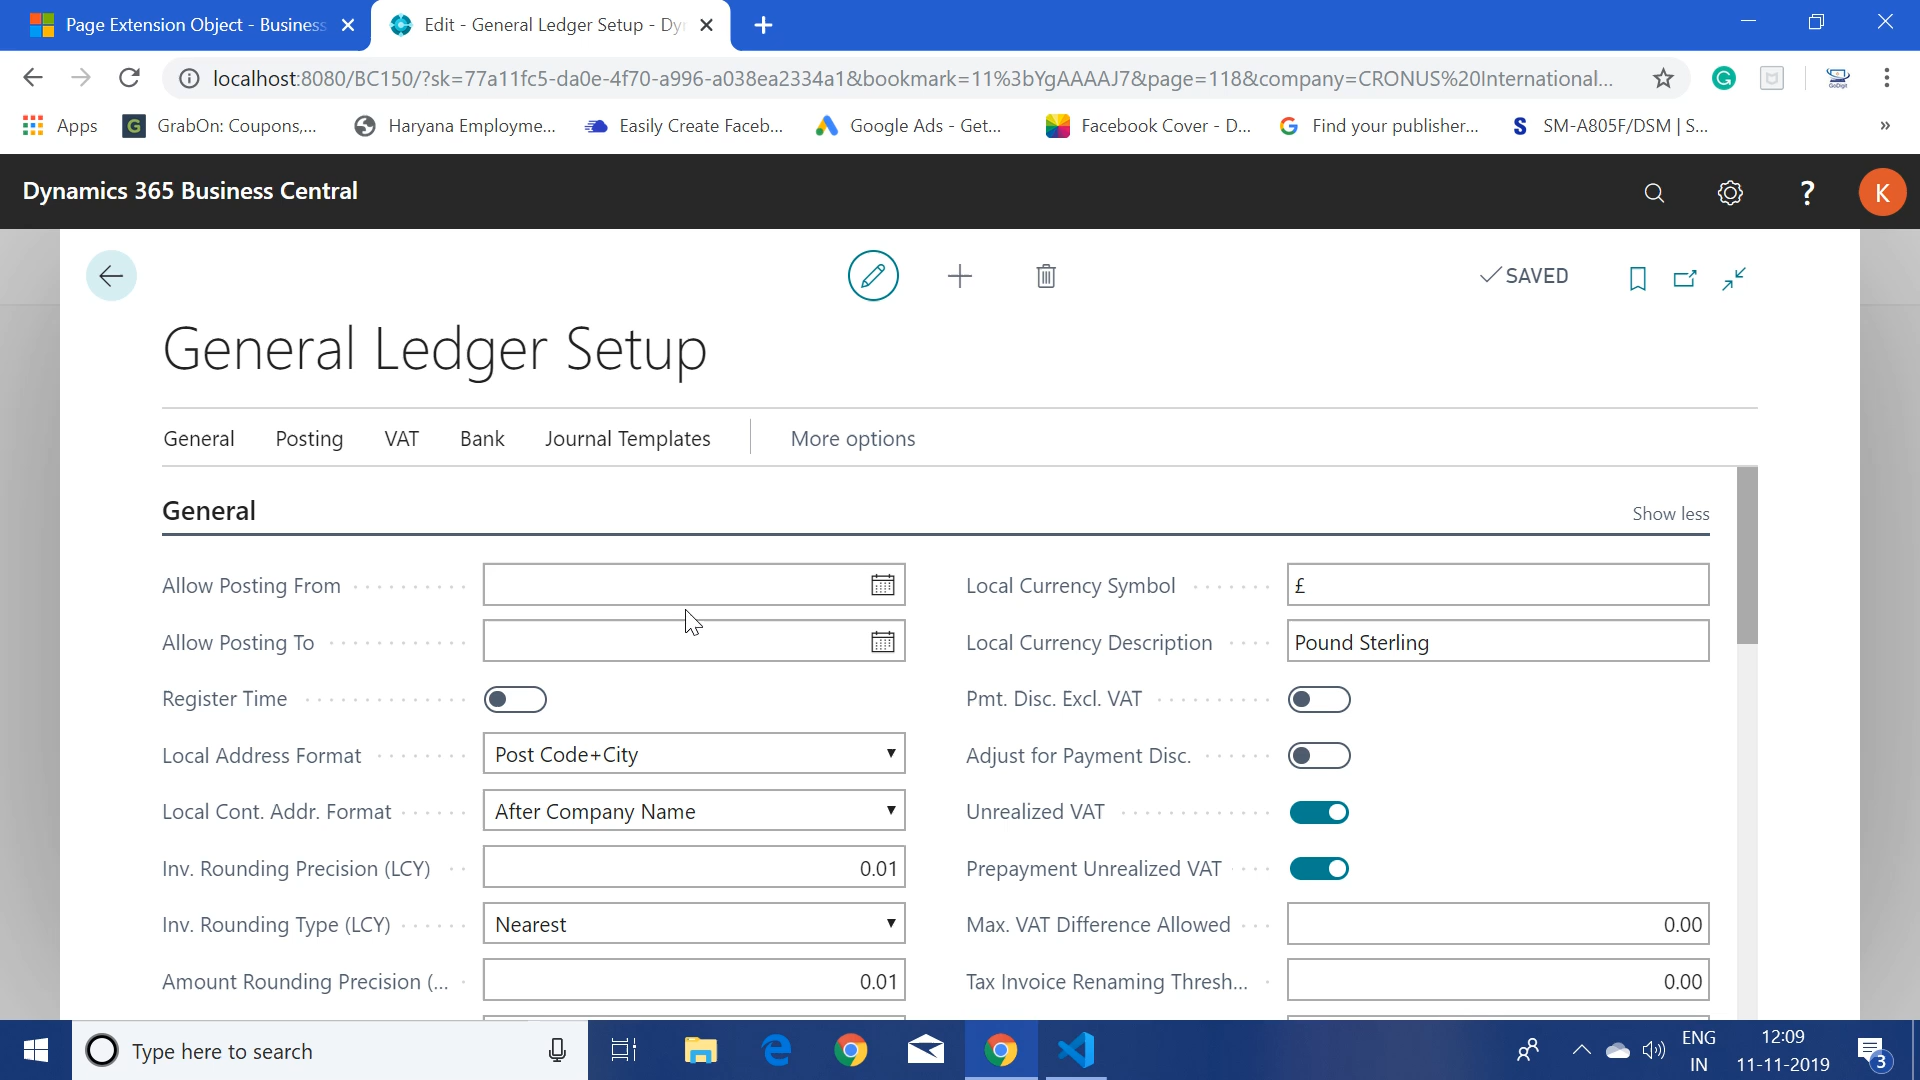 Page Extension Object - Business
Edit - General Ledger Setup - Dy
localhost:8080/BC150/?sk=77a11fc5-da0e-4f70-a996-a038ea2334a1&bookmark=11%3bYgAAAAJ7&page=118&company=CRONUS%20International...
Apps GrabOn: Coupons,... Haryana Employme... Easily Create Faceb... Google Ads - Get... Facebook Cover - D... Find your publisher... SM-A805F/DSM | S... »
Dynamics 365 Business Central ? K
SAVED
General Ledger Setup
General Posting VAT Bank Journal Templates More options
General Show less
Allow Posting From Local Currency Symbol £
Allow Posting To Local Currency Description Pound Sterling
Register Time Pmt. Disc. Excl. VAT
Local Address Format Post Code+City Adjust for Payment Disc.
Local Cont. Addr. Format After Company Name Unrealized VAT
Inv. Rounding Precision (LCY) 0.01 Prepayment Unrealized VAT
Inv. Rounding Type (LCY) Nearest Max. VAT Difference Allowed 0.00
Amount Rounding Precision (... 0.01 Tax Invoice Renaming Thresh... 0.00
Type here to search ENG 12:09
IN 11-11-2019 3